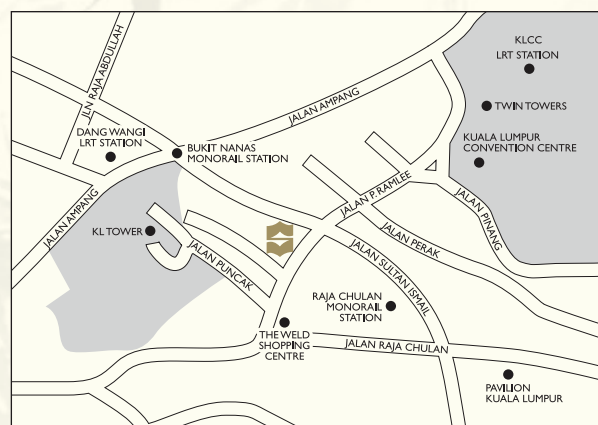 KLCC
LRT STATION
JLN RAJA ABDULLAH
TWIN TOWERS
JALAN AMPANG
DANG WANGI
LRT STATION
BUKIT NANAS
MONORAIL STATION
KUALA LUMPUR
CONVENTION CENTRE
JALAN P. RAMLEE
JALAN PINANG
JALAN AMPANG
KL TOWER
JALAN PUNCAK
JALAN PERAK
JALAN SULTAN ISMAIL
RAJA CHULAN
MONORAIL
STATION
THE WELD
SHOPPING
CENTRE
JALAN RAJA CHULAN
PAVILION
KUALA LUMPUR